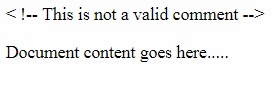 < !-- This is not a valid comment -->
Document content goes here.....